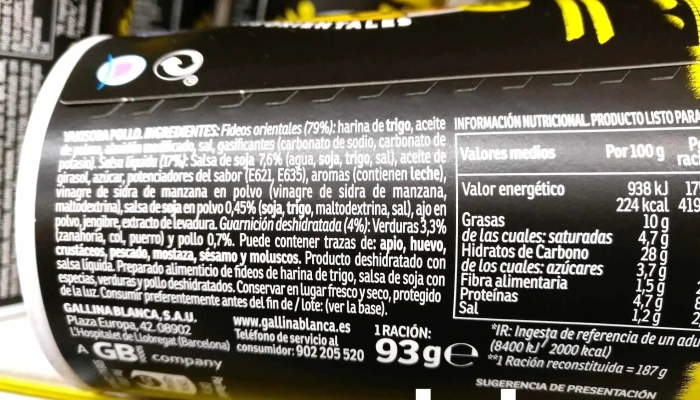 ORIENTALES
YAKISOBA POLLO. INGREDIENTES: Fideos orientales (79%): harina de trigo, aceite
de palma, almidón modificado, sal, gasificantes (carbonato de sodio, carbonato de
potasio). Salsa líquida (17%): Salsa de soja 7,6% (agua, soja, trigo, sal), aceite de
girasol, azúcar, potenciadores del sabor (E621, E635), aromas (contienen leche),
vinagre de sidra de manzana en polvo (vinagre de sidra de manzana,
maltodextrina), salsa de soja en polvo 0,45% (soja, trigo, maltodextrina, sal), ajo en
polvo, jengibre, extracto de levadura. Guarnición deshidratada (4%): Verduras 3,3%
(zanahoria, col, puerro) y pollo 0,7%. Puede contener trazas de: apio, huevo,
crustáceos, pescado, mostaza, sésamo y moluscos. Producto deshidratado con
salsa líquida. Preparado alimenticio de fideos de harina de trigo, salsa de soja con
especias, verduras y pollo deshidratados. Conservar en lugar fresco y seco, protegido
de la luz. Consumir preferentemente antes del fin de / lote: (ver la base).
GALLINA BLANCA, S.A.U.
Plaza Europa, 42. 08902
L'Hospitalet de Llobregat (Barcelona)
A GB company
www.gallinablanca.es
Teléfono de servicio al
consumidor: 902 205 520
1 RACIÓN:
93g e
INFORMACIÓN NUTRICIONAL. PRODUCTO LISTO PARA
Valores medios Por 100 g
Valor energético 938 kJ 17
224 kcal 419
Grasas 10 g
de las cuales: saturadas 4,7 g
Hidratos de Carbono 28 g
de los cuales: azúcares 3,7 g
Fibra alimentaria 1,5 g
Proteínas 4,7 g
Sal 1,2 g
*IR: Ingesta de referencia de un adu
(8400 kJ / 2000 kcal)
**1 Ración reconstituida = 187 g
SUGERENCIA DE PRESENTACIÓN